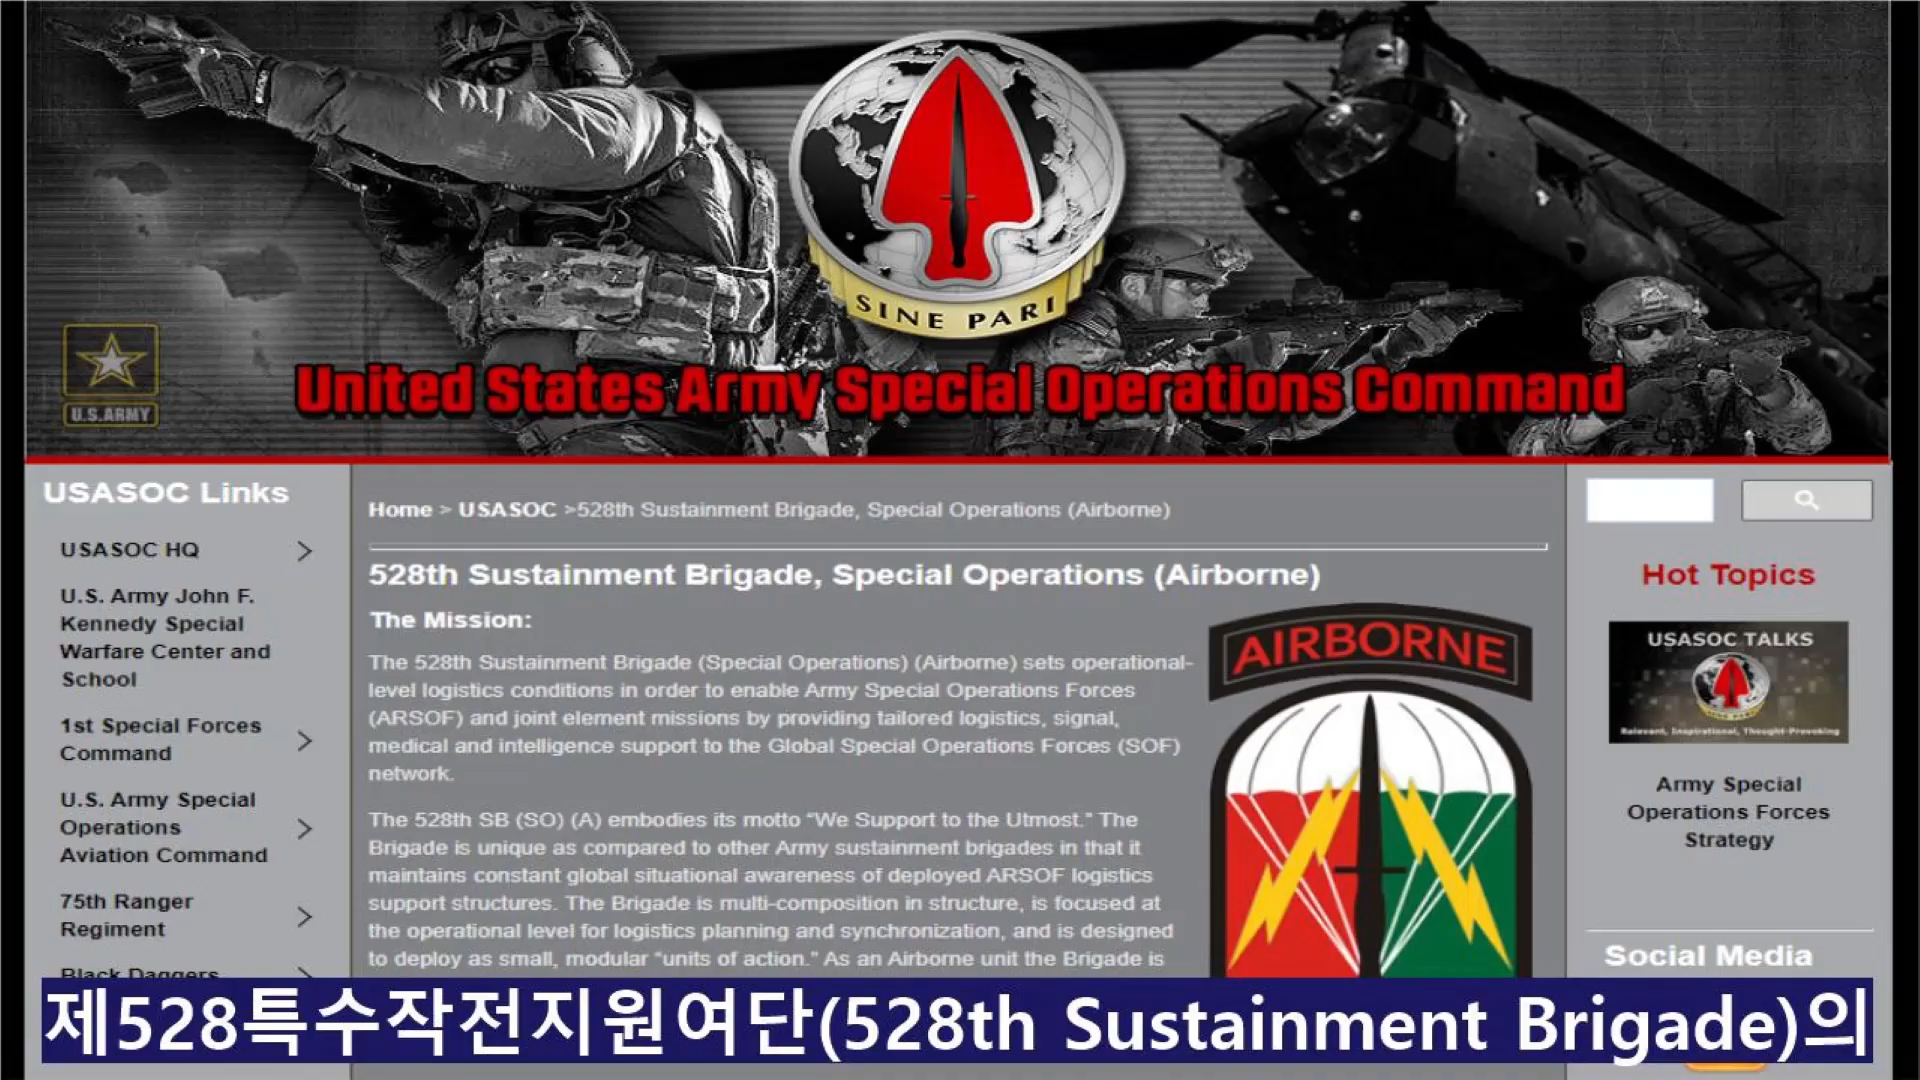 SINE PARI
U.S.ARMY
United States Army Special Operations Command
USASOC Links
USASOC HQ
U.S. Army John F.
Kennedy Special
Warfare Center and
School
1st Special Forces
Command
U.S. Army Special
Operations
Aviation Command
75th Ranger
Regiment
Black Daggers
Home > USASOC >528th Sustainment Brigade, Special Operations (Airborne)
528th Sustainment Brigade, Special Operations (Airborne)
The Mission:
The 528th Sustainment Brigade (Special Operations) (Airborne) sets operational-
level logistics conditions in order to enable Army Special Operations Forces
(ARSOF) and joint element missions by providing tailored logistics, signal,
medical and intelligence support to the Global Special Operations Forces (SOF)
network.
The 528th SB (SO) (A) embodies its motto “We Support to the Utmost.” The
Brigade is unique as compared to other Army sustainment brigades in that it
maintains constant global situational awareness of deployed ARSOF logistics
support structures. The Brigade is multi-composition in structure, is focused at
the operational level for logistics planning and synchronization, and is designed
to deploy as small, modular “units of action.” As an Airborne unit the Brigade is
AIRBORNE
Hot Topics
USASOC TALKS
SINE PARI
Relevant, Inspirational, Thought-Provoking
Army Special
Operations Forces
Strategy
Social Media
제528특수작전지원여단(528th Sustainment Brigade)의